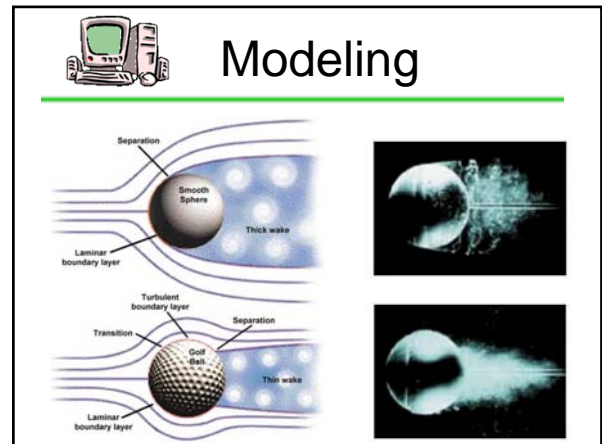 Modeling
Separation
Smooth
Sphere
Thick wake
Laminar
boundary layer
Turbulent
boundary layer
Transition
Separation
Golf
Ball
Thin wake
Laminar
boundary layer